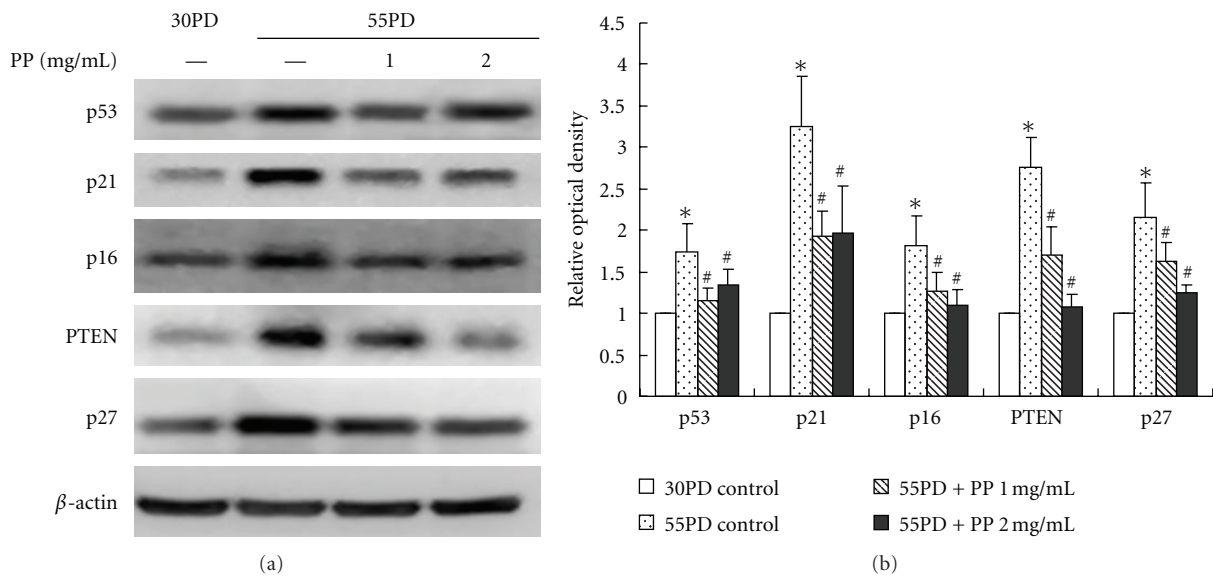 30PD 55PD
PP (mg/mL) — — 1 2
p53
p21
p16
PTEN
p27
β-actin
(a)
Relative optical density
4.5
4
3.5
3
2.5
2
1.5
1
0.5
0
* # #
* # #
* # #
* # #
* # #
p53 p21 p16 PTEN p27
30PD control 55PD + PP 1 mg/mL
55PD control 55PD + PP 2 mg/mL
(b)